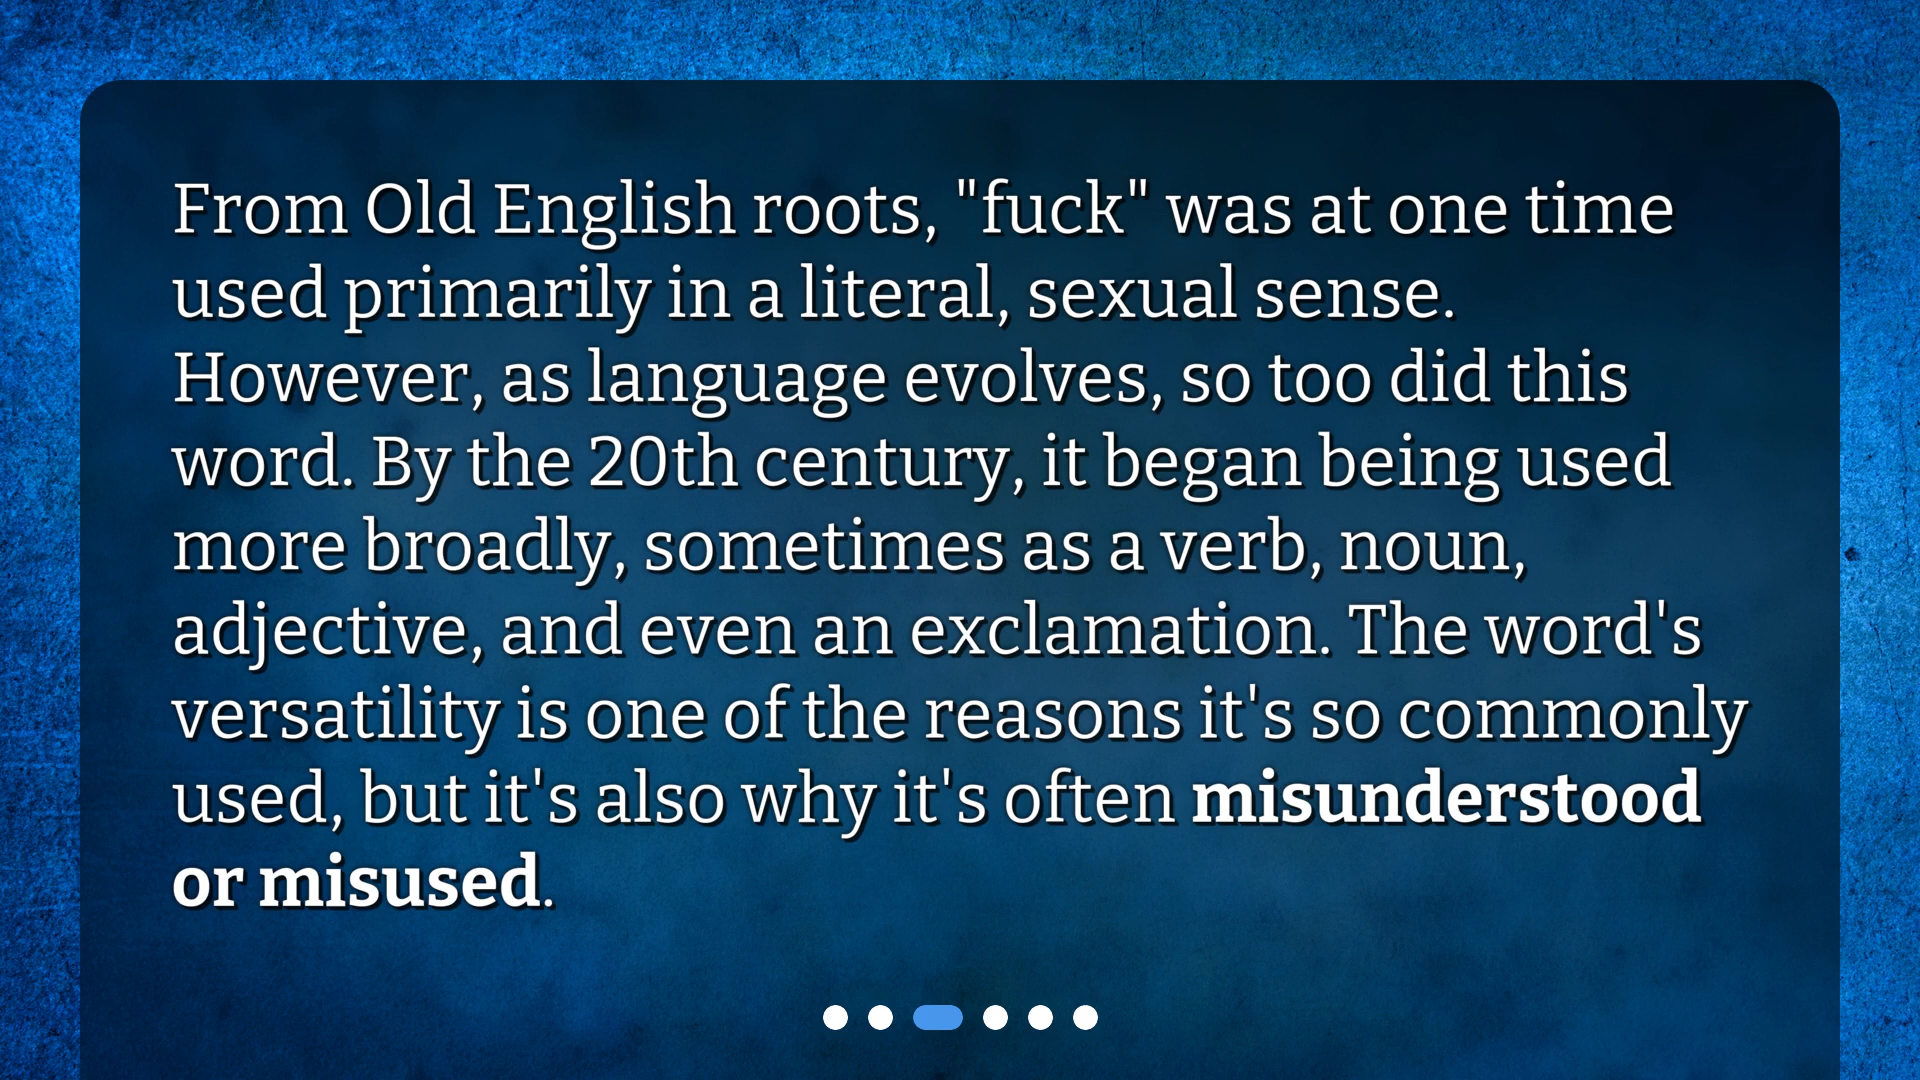 From Old English roots, "fuck" was at one time
used primarily in a literal, sexual sense.
However, as language evolves, so too did this
word. By the 20th century, it began being used
more broadly, sometimes as a verb, noun,
adjective, and even an exclamation. The word's
versatility is one of the reasons it's so commonly
used, but it's also why it's often misunderstood
or misused.